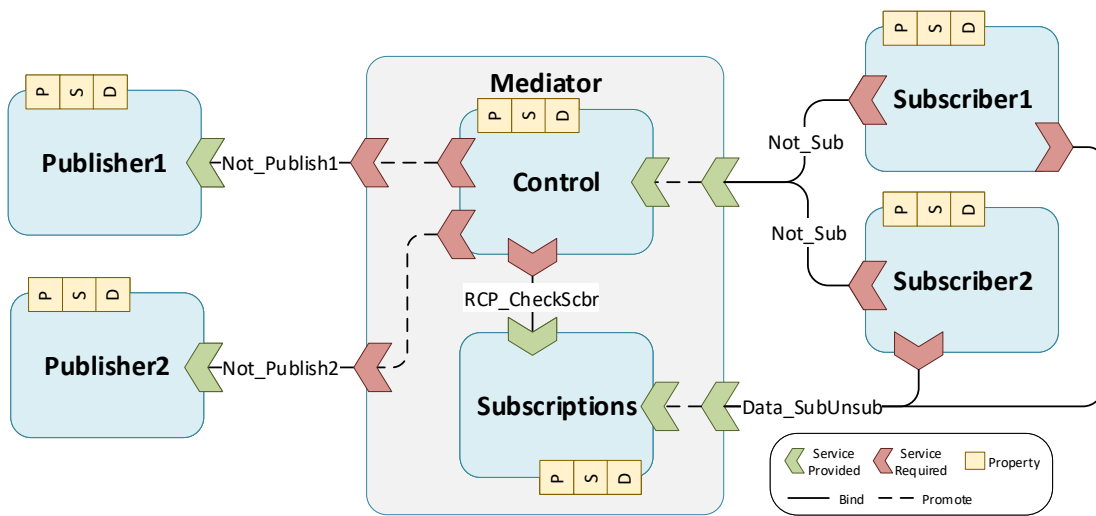 P S D
Publisher1
Not_Publish1
P S D
Publisher2
Not_Publish2
Mediator
P S D
Control
RCP_CheckScbr
Subscriptions
P S D
Not_Sub
Not_Sub
P S D
Subscriber1
P S D
Subscriber2
Data_SubUnsub
Service
Provided
Service
Required
Property
Bind
Promote